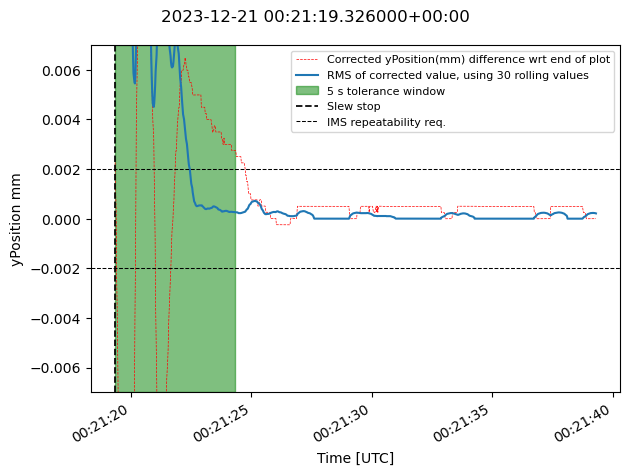 2023-12-21 00:21:19.326000+00:00
Corrected yPosition(mm) difference wrt end of plot
RMS of corrected value, using 30 rolling values
5 s tolerance window
Slew stop
IMS repeatability req.
yPosition mm
0.006
0.004
0.002
0.000
−0.002
−0.004
−0.006
00:21:20
00:21:25
00:21:30
00:21:35
00:21:40
Time [UTC]